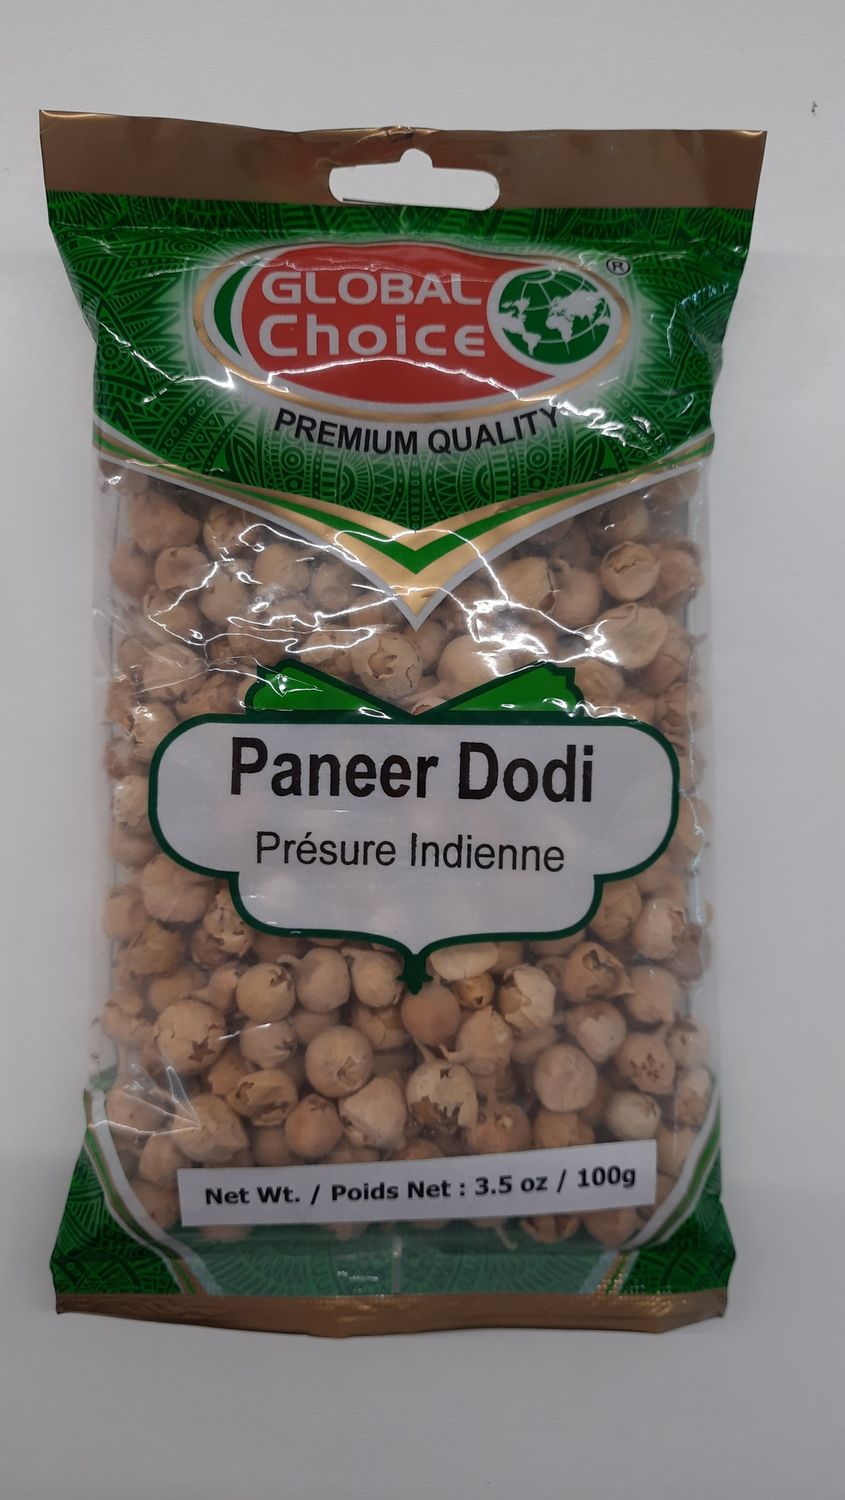 GLOBAL
Choice
®
PREMIUM QUALITY
Paneer Dodi
Présure Indienne
Net Wt. / Poids Net : 3.5 oz / 100g